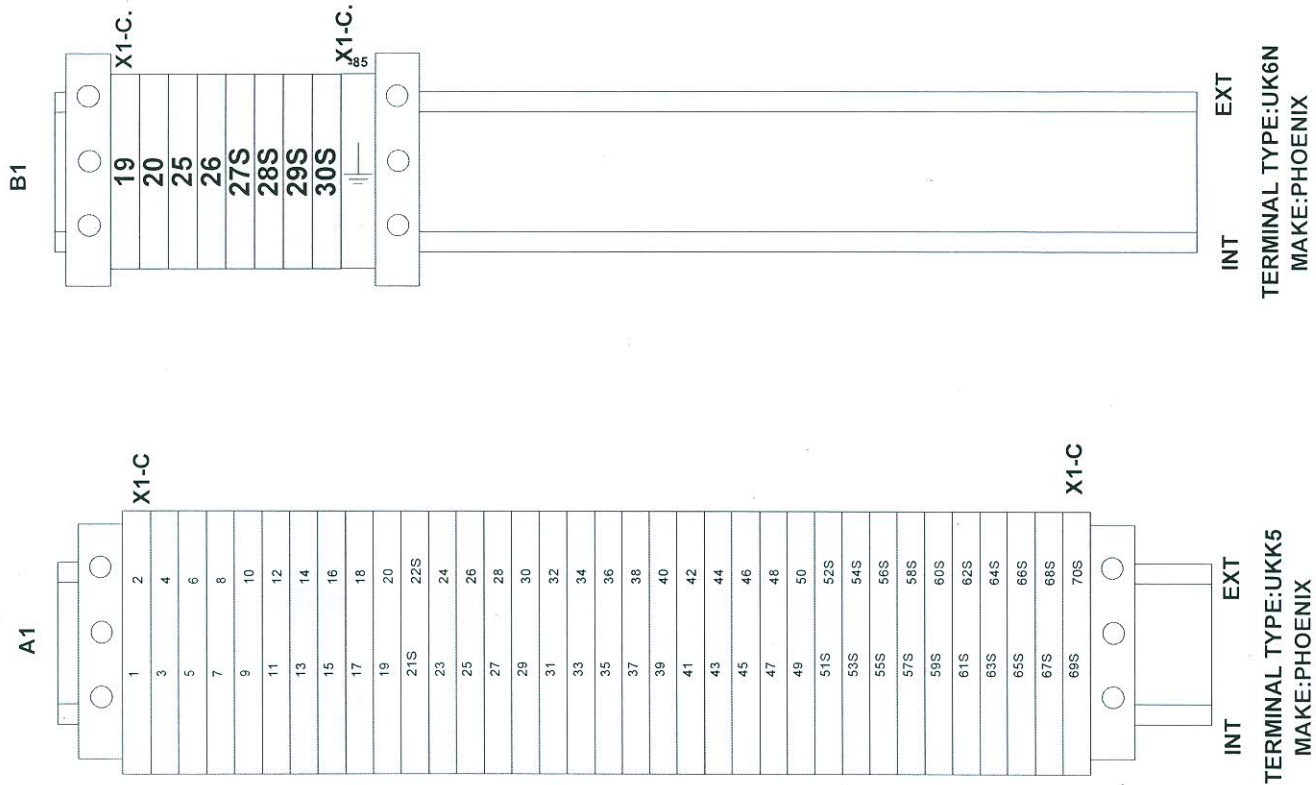 B1
X1-C.
19
20
25
26
27S
28S
29S
30S
X1-C.
-85
INT EXT
TERMINAL TYPE:UK6N
MAKE:PHOENIX
A1
X1-C
1 2
3 4
5 6
7 8
9 10
11 12
13 14
15 16
17 18
19 20
21S 22S
23 24
25 26
27 28
29 30
31 32
33 34
35 36
37 38
39 40
41 42
43 44
45 46
47 48
49 50
51S 52S
53S 54S
55S 56S
57S 58S
59S 60S
61S 62S
63S 64S
65S 66S
67S 68S
69S 70S
X1-C
INT EXT
TERMINAL TYPE:UKK5
MAKE:PHOENIX